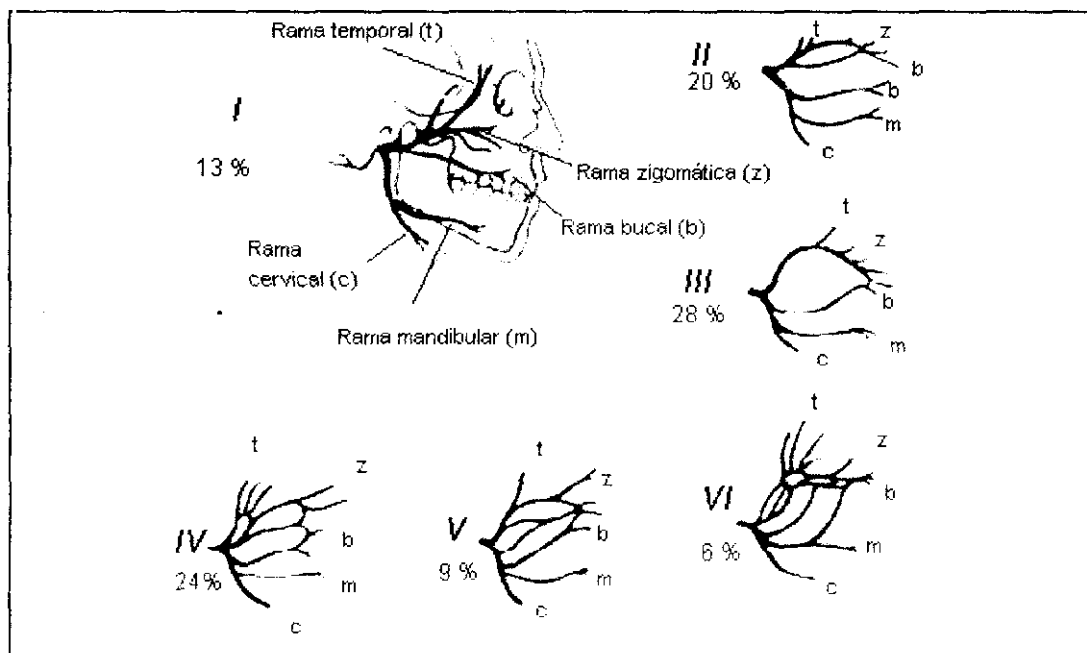 Rama temporal (t)
I
13 %
Rama zigomática (z)
Rama bucal (b)
Rama
cervical (c)
Rama mandibular (m)
II
20 %
t
z
b
b
m
c
III
28 %
t
z
b
m
c
IV
24%
t
z
b
m
c
V
9 %
t
z
b
m
c
VI
6 %
t
z
b
m
c